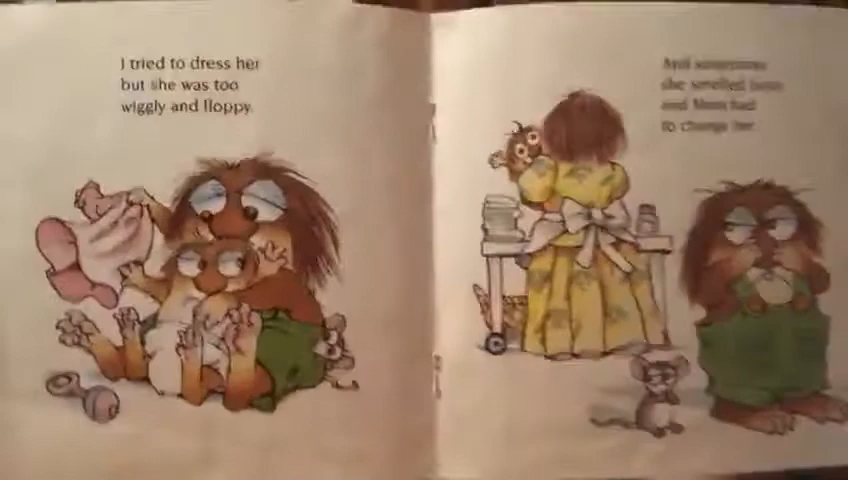 I tried to dress her
but she was too
wiggly and floppy.
And sometimes
she smelled
and Mom had
to change her.